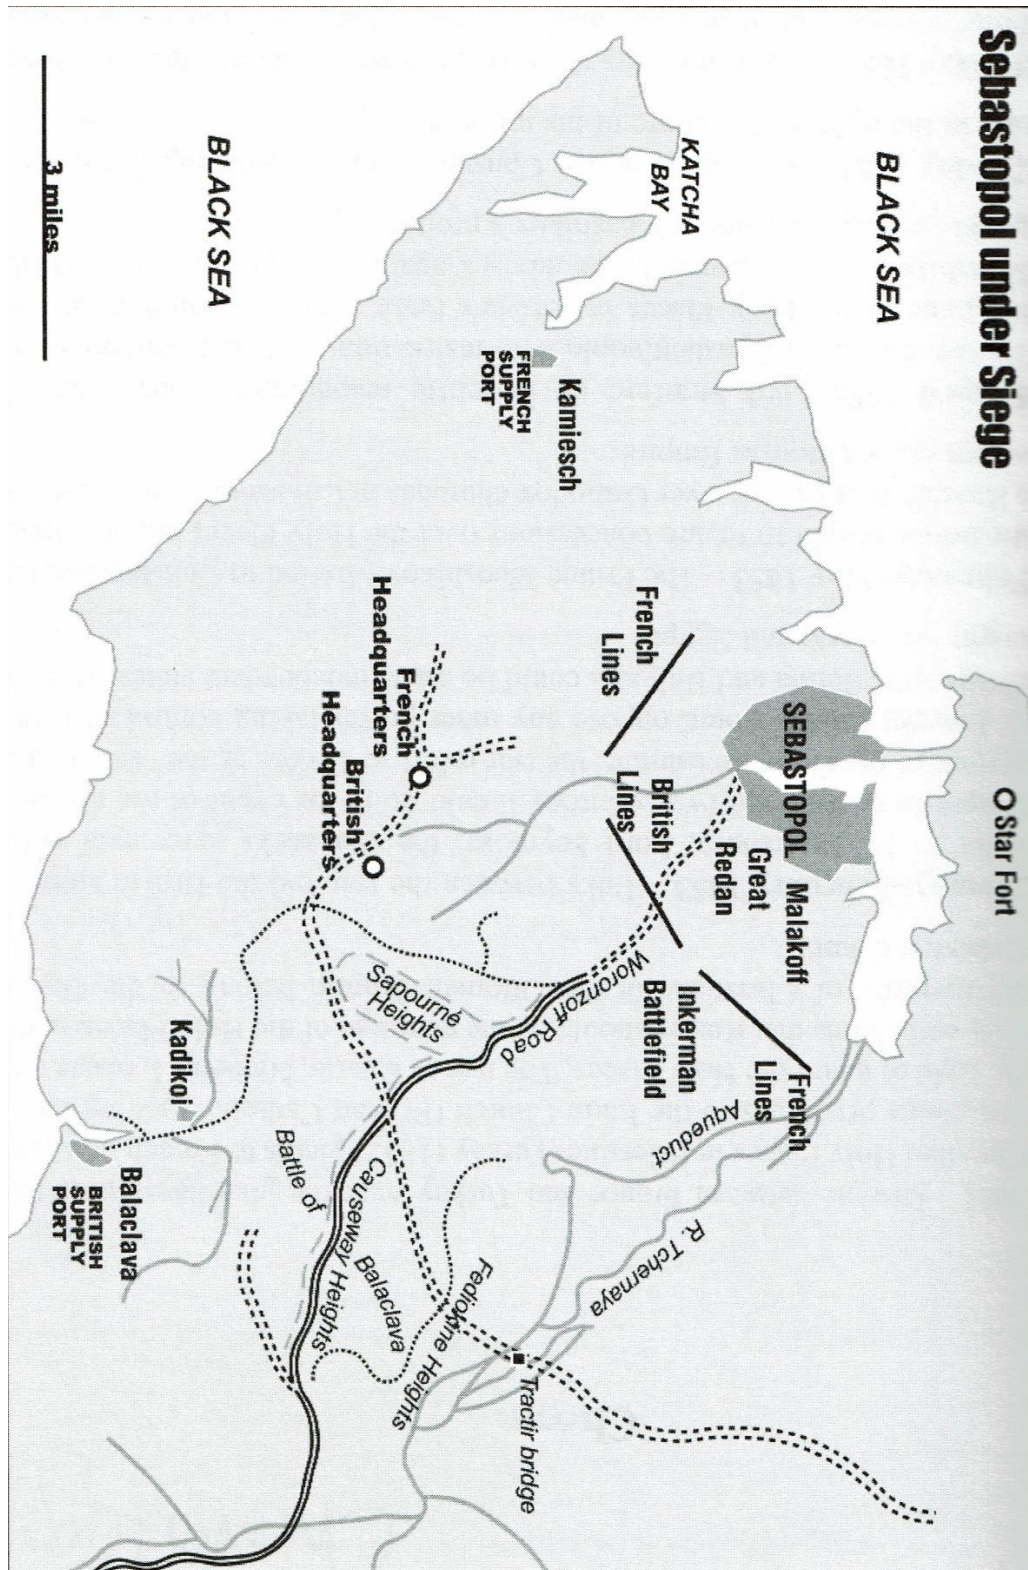 Sebastopol under Siege
BLACK SEA
Star Fort
KATCHA
BAY
Kamiesch
FRENCH
SUPPLY
PORT
SEBASTOPOL
Malakoff
Great
Redan
French
Lines
British
Lines
French
Lines
Inkerman
Battlefield
Aqueduct
R. Tchernaya
Woronzoff Road
French
Headquarters
British
Headquarters
Sapourné
Heights
Tractir bridge
Fediokine Heights
Causeway Heights
Battle of
Balaclava
Kadikoi
Balaclava
BRITISH
SUPPLY
PORT
BLACK SEA
3 miles